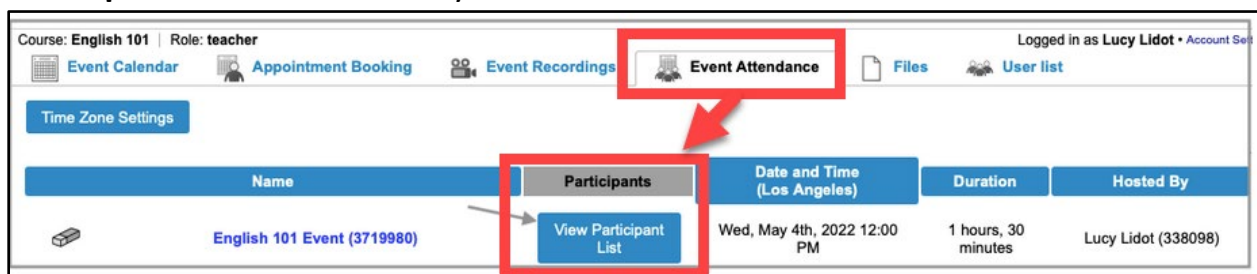 Course: English 101 | Role: teacher
Logged in as Lucy Lidot • Account
Event Calendar
Appointment Booking
Event Recordings
Event Attendance
Files
User list
Time Zone Settings
Name
Participants
Date and Time
(Los Angeles)
Duration
Hosted By
English 101 Event (3719980)
View Participant
List
Wed, May 4th, 2022 12:00
PM
1 hours, 30
minutes
Lucy Lidot (338098)